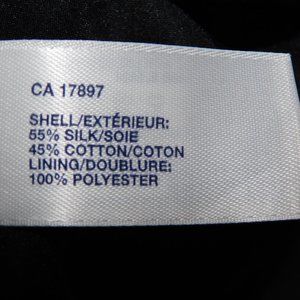 CA 17897
SHELL/EXTÉRIEUR:
55% SILK/SOIE
45% COTTON/COTON
LINING/DOUBLURE:
100% POLYESTER